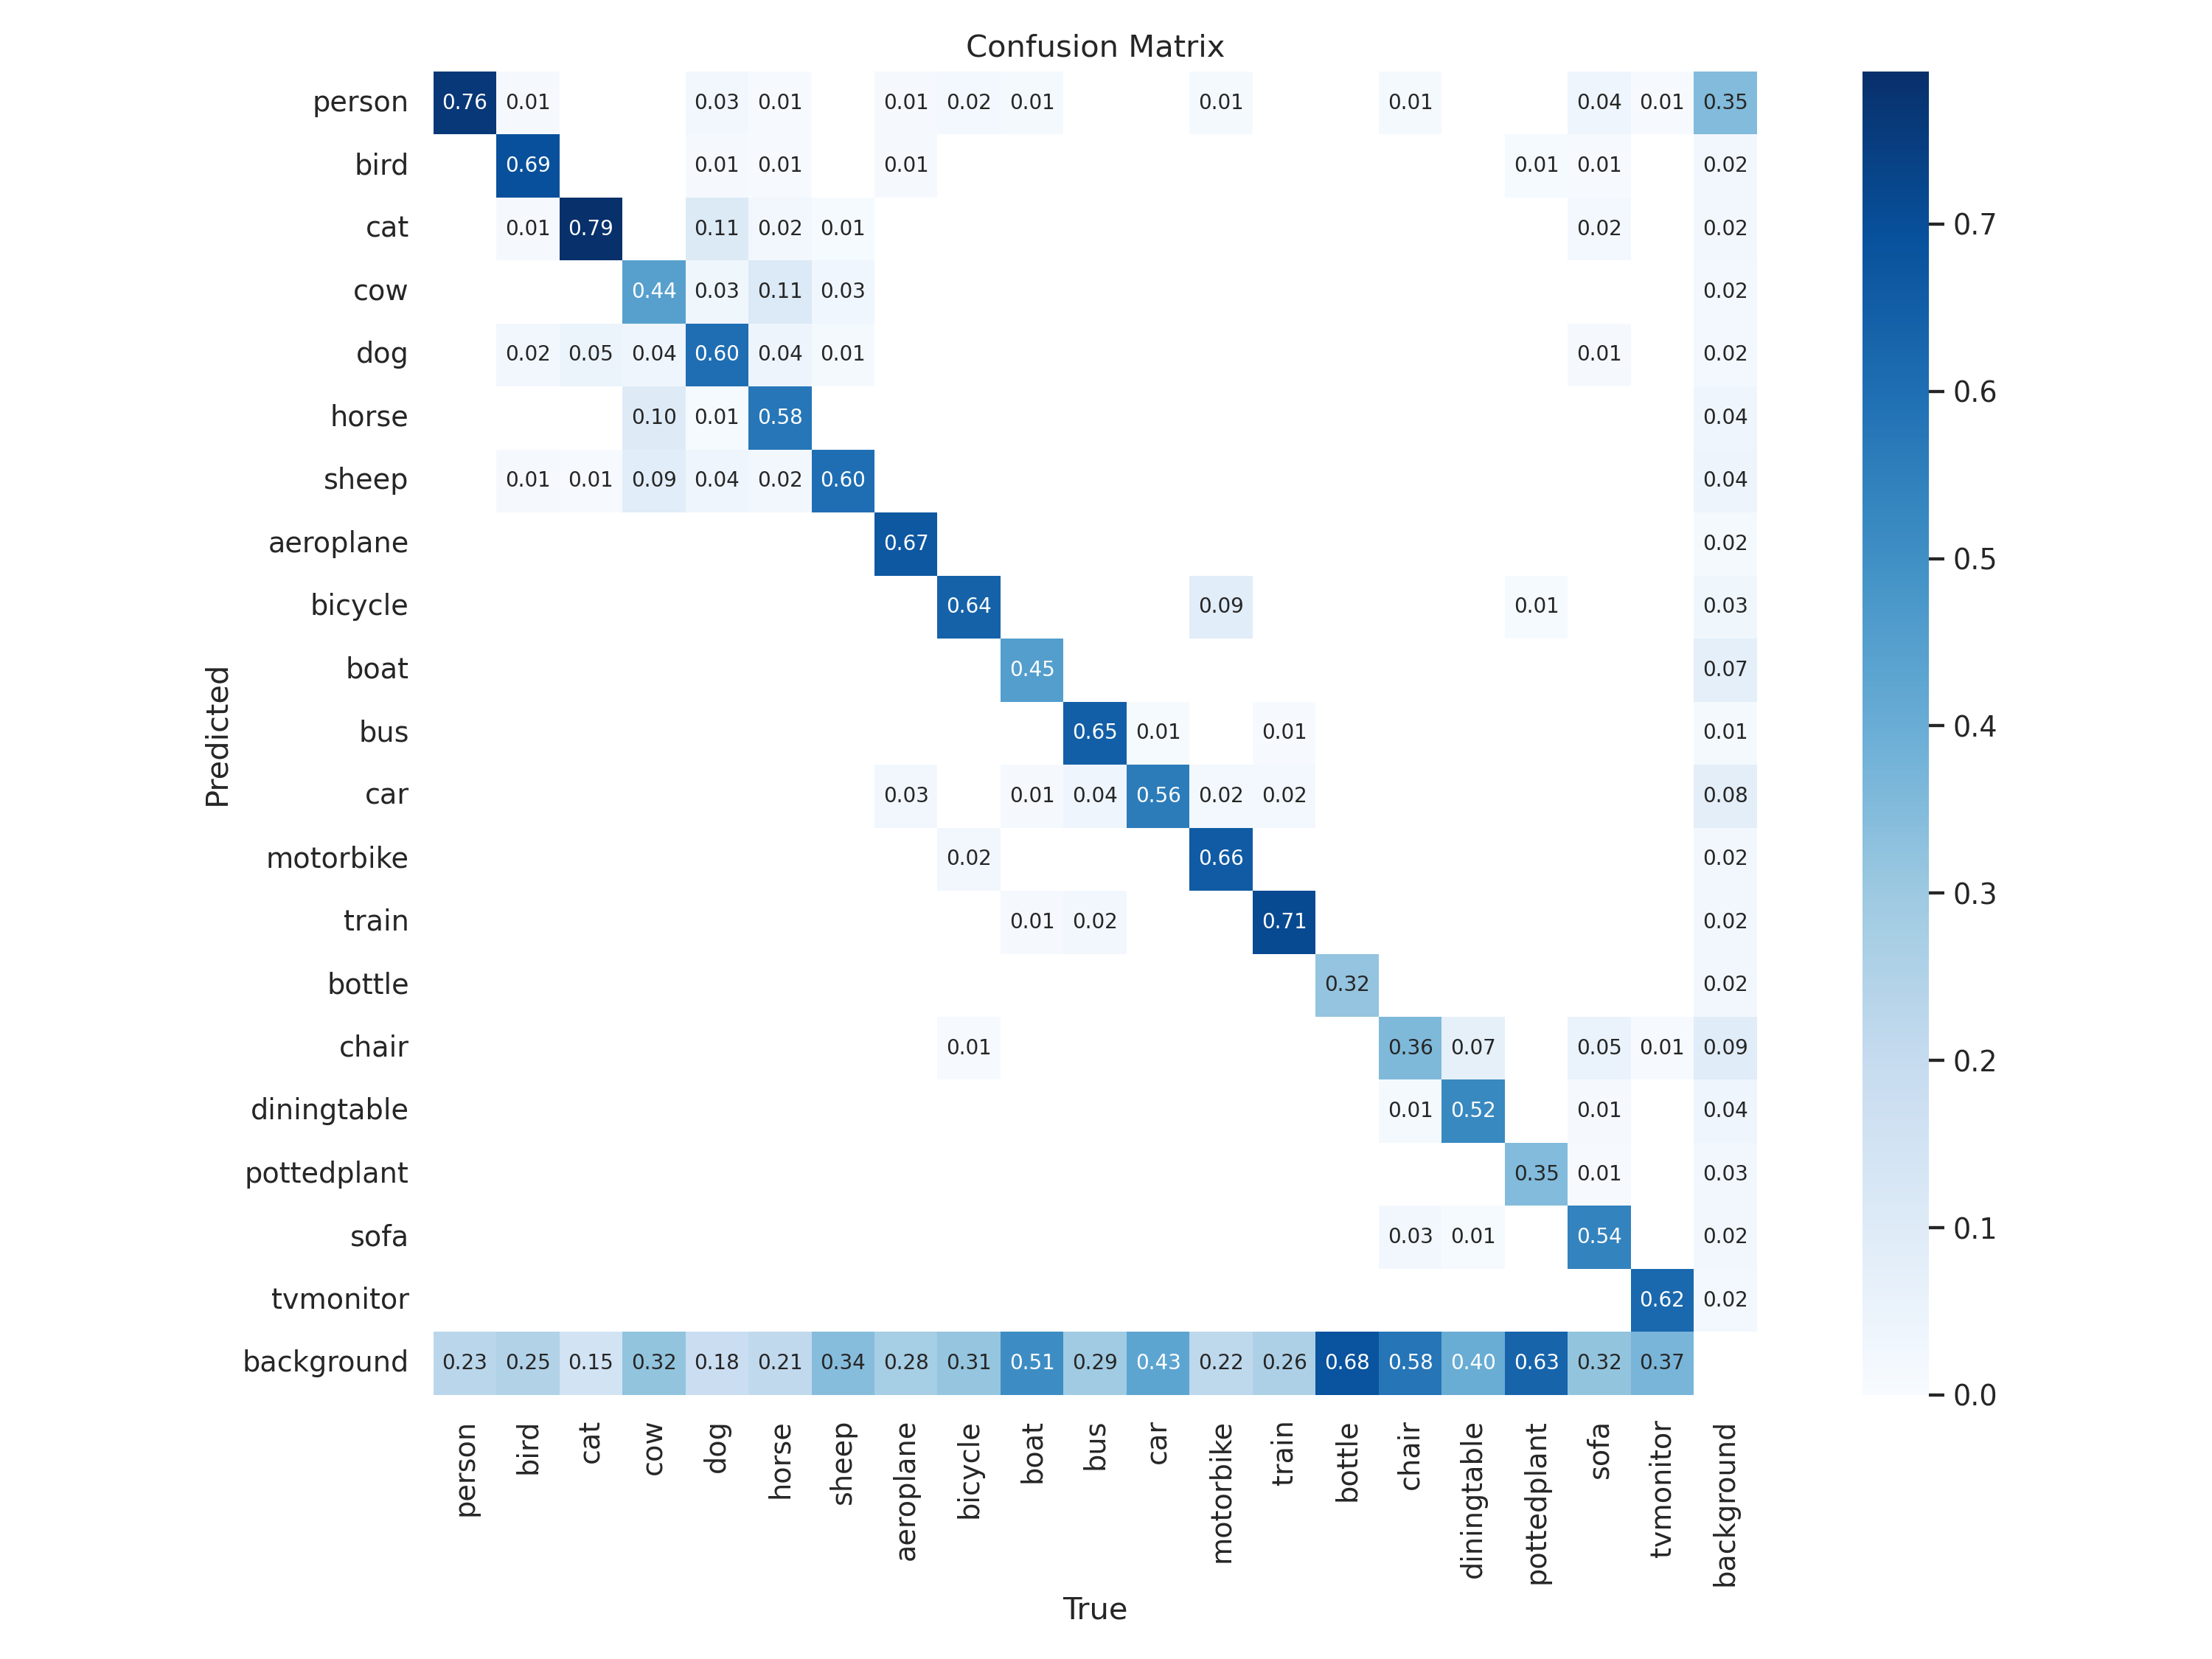 Confusion Matrix
person 0.76 0.01 0.03 0.01 0.01 0.02 0.01 0.01 0.01 0.04 0.01 0.35
bird 0.69 0.01 0.01 0.01 0.01 0.01 0.02
cat 0.01 0.79 0.11 0.02 0.01 0.02 0.02
0.7
cow 0.44 0.03 0.11 0.03 0.02
dog 0.02 0.05 0.04 0.60 0.04 0.01 0.01 0.02
0.6
horse 0.10 0.01 0.58 0.04
sheep 0.01 0.01 0.09 0.04 0.02 0.60 0.04
aeroplane 0.67 0.02
0.5
bicycle 0.64 0.09 0.01 0.03
boat 0.45 0.07
0.4
Predicted
bus 0.65 0.01 0.01 0.01
car 0.03 0.01 0.04 0.56 0.02 0.02 0.08
motorbike 0.02 0.66 0.02
0.3
train 0.01 0.02 0.71 0.02
bottle 0.32 0.02
chair 0.01 0.36 0.07 0.05 0.01 0.09
0.2
diningtable 0.01 0.52 0.01 0.04
pottedplant 0.35 0.01 0.03
sofa 0.03 0.01 0.54 0.02
0.1
tvmonitor 0.62 0.02
background 0.23 0.25 0.15 0.32 0.18 0.21 0.34 0.28 0.31 0.51 0.29 0.43 0.22 0.26 0.68 0.58 0.40 0.63 0.32 0.37
0.0
person bird cat cow dog horse sheep aeroplane bicycle boat bus car motorbike train bottle chair diningtable pottedplant sofa tvmonitor background
True